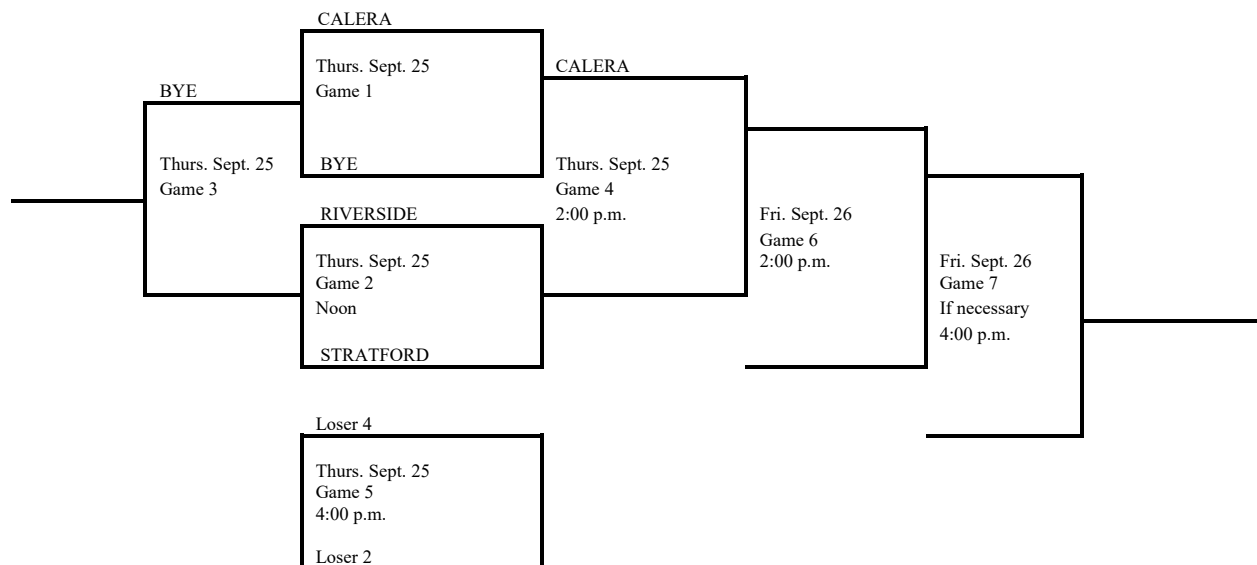 CALERA
Thurs. Sept. 25
Game 1
BYE
CALERA
BYE
Thurs. Sept. 25
Game 3
Thurs. Sept. 25
Game 4
2:00 p.m.
RIVERSIDE
Thurs. Sept. 25
Game 2
Noon
STRATFORD
Fri. Sept. 26
Game 6
2:00 p.m.
Fri. Sept. 26
Game 7
If necessary
4:00 p.m.
Loser 4
Thurs. Sept. 25
Game 5
4:00 p.m.
Loser 2